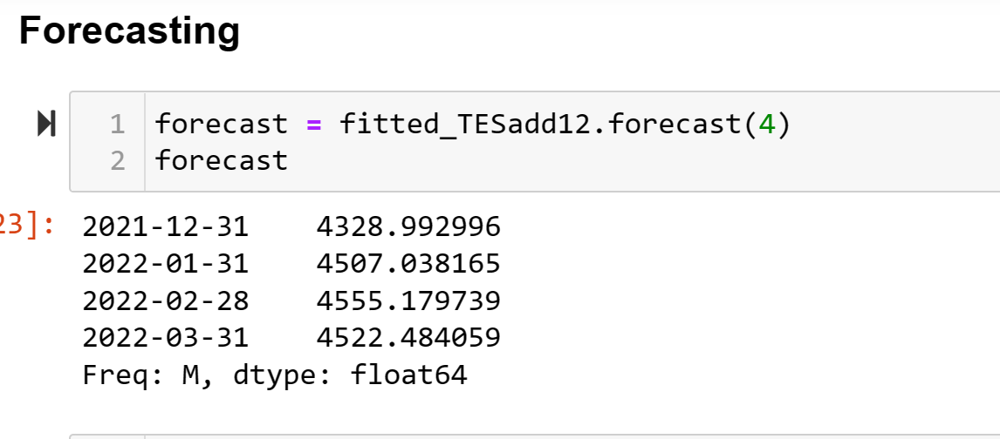 Forecasting
1 forecast = fitted_TESadd12.forecast(4)
2 forecast
23]:
2021-12-31    4328.992996
2022-01-31    4507.038165
2022-02-28    4555.179739
2022-03-31    4522.484059
Freq: M, dtype: float64